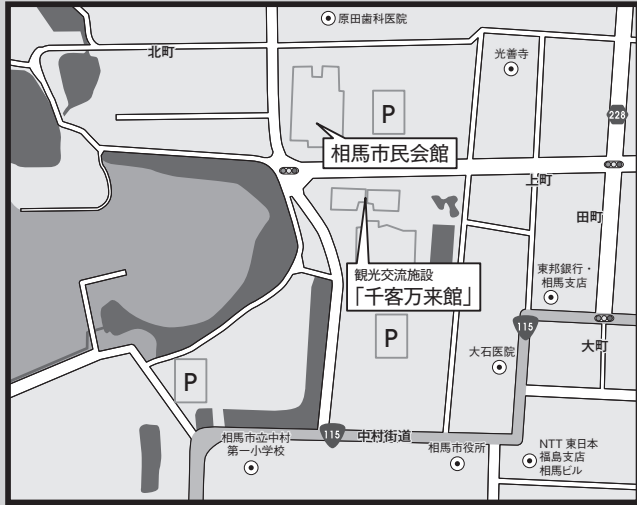 原田歯科医院
北町
光善寺
P
228
相馬市民会館
上町
田町
観光交流施設
「千客万来館」
東邦銀行・
相馬支店
115
大町
P
大石医院
P
相馬市立中村
第一小学校
115
中村街道
相馬市役所
NTT 東日本
福島支店
相馬ビル